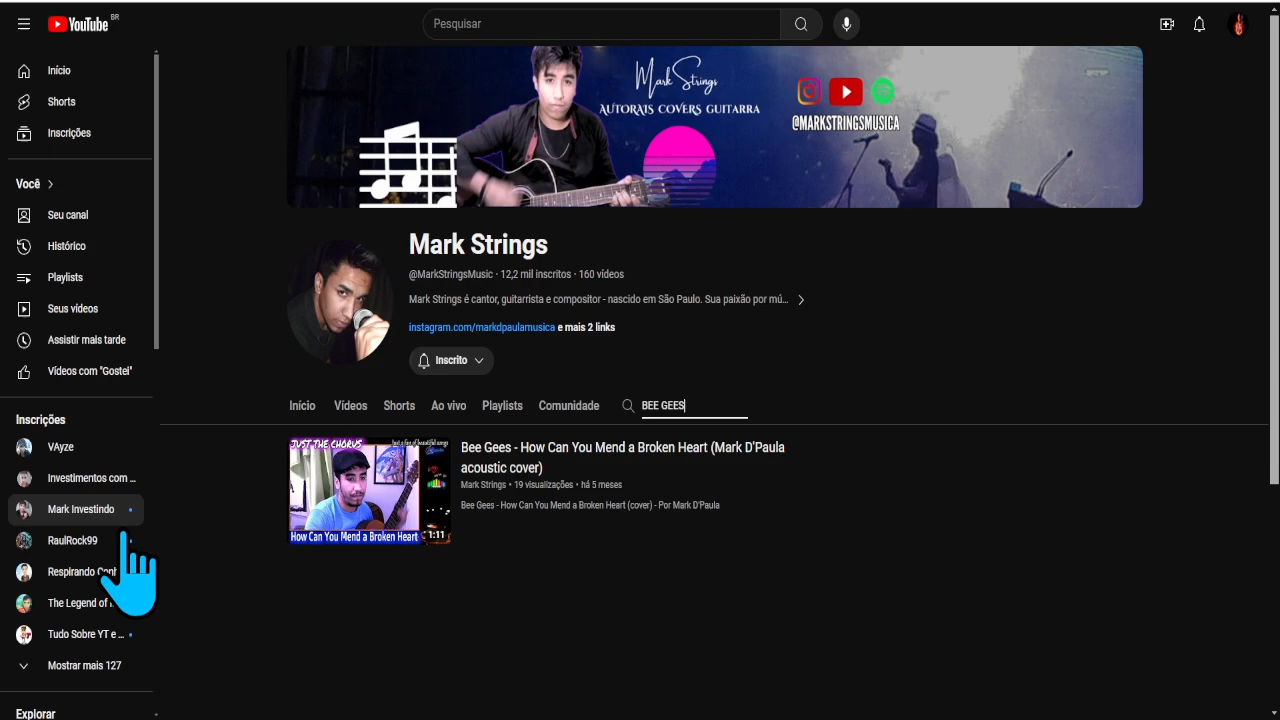 YouTube BR
Pesquisar
Início
Shorts
Inscrições
Você
Seu canal
Histórico
Playlists
Seus vídeos
Assistir mais tarde
Vídeos com "Gostei"
Inscrições
VAyze
Investimentos com ...
Mark Investindo
RaulRock99
Respirando
The Legend of
Tudo Sobre YT e ...
Mostrar mais 127
Explorar
Mark Strings
AUTORAIS COVERS GUITARRA
@MARKSTRINGSMUSICA
Mark Strings
@MarkStringsMusic · 12,2 mil inscritos · 160 vídeos
Mark Strings é cantor, guitarrista e compositor - nascido em São Paulo. Sua paixão por mú...
instagram.com/markdpaulamusica e mais 2 links
Inscrito
Início Vídeos Shorts Ao vivo Playlists Comunidade BEE GEES
JUST THE CHORUS
Just a fan of beautiful songs
How Can You Mend a Broken Heart
1:11
Bee Gees - How Can You Mend a Broken Heart (Mark D'Paula
acoustic cover)
Mark Strings · 19 visualizações · há 5 meses
Bee Gees - How Can You Mend a Broken Heart (cover) - Por Mark D'Paula